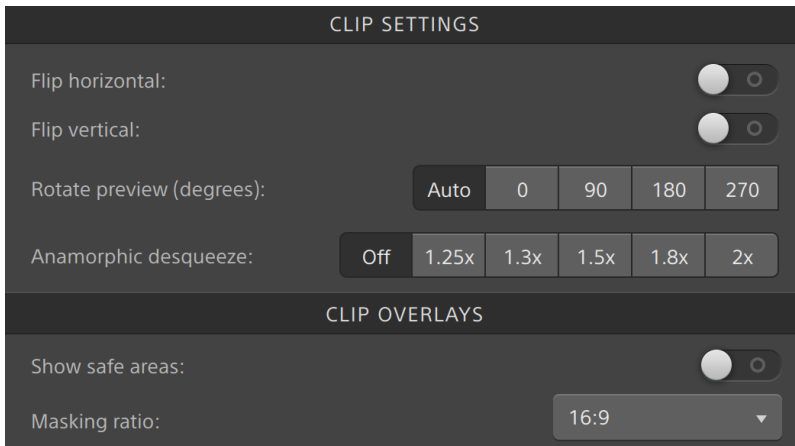 CLIP SETTINGS
Flip horizontal:
Flip vertical:
Rotate preview (degrees): Auto 0 90 180 270
Anamorphic desqueeze: Off 1.25x 1.3x 1.5x 1.8x 2x
CLIP OVERLAYS
Show safe areas:
Masking ratio: 16:9